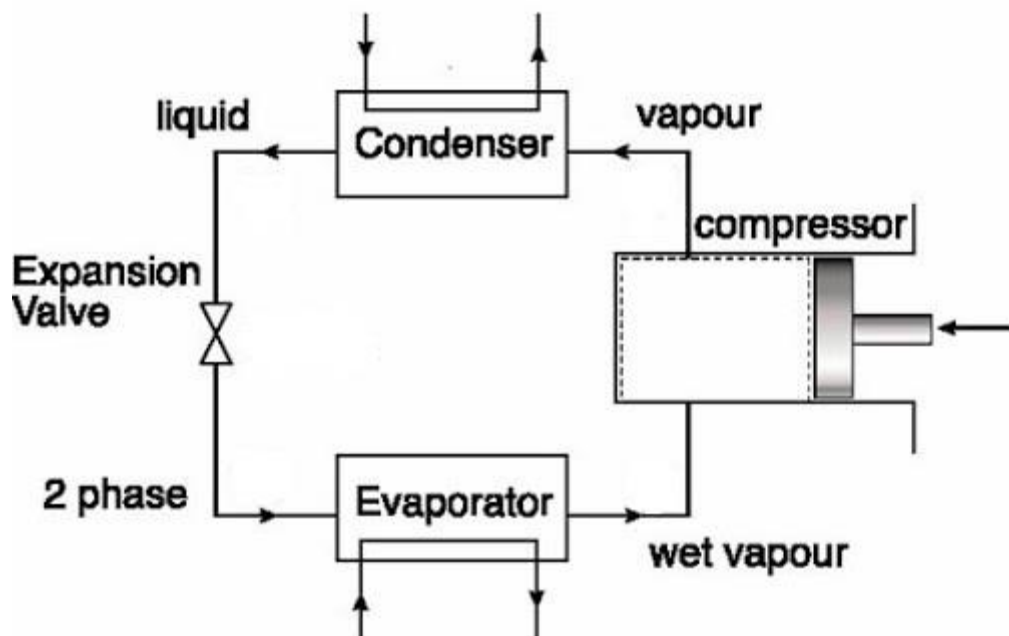 liquid
Condenser
vapour
compressor
Expansion
Valve
2 phase
Evaporator
wet vapour